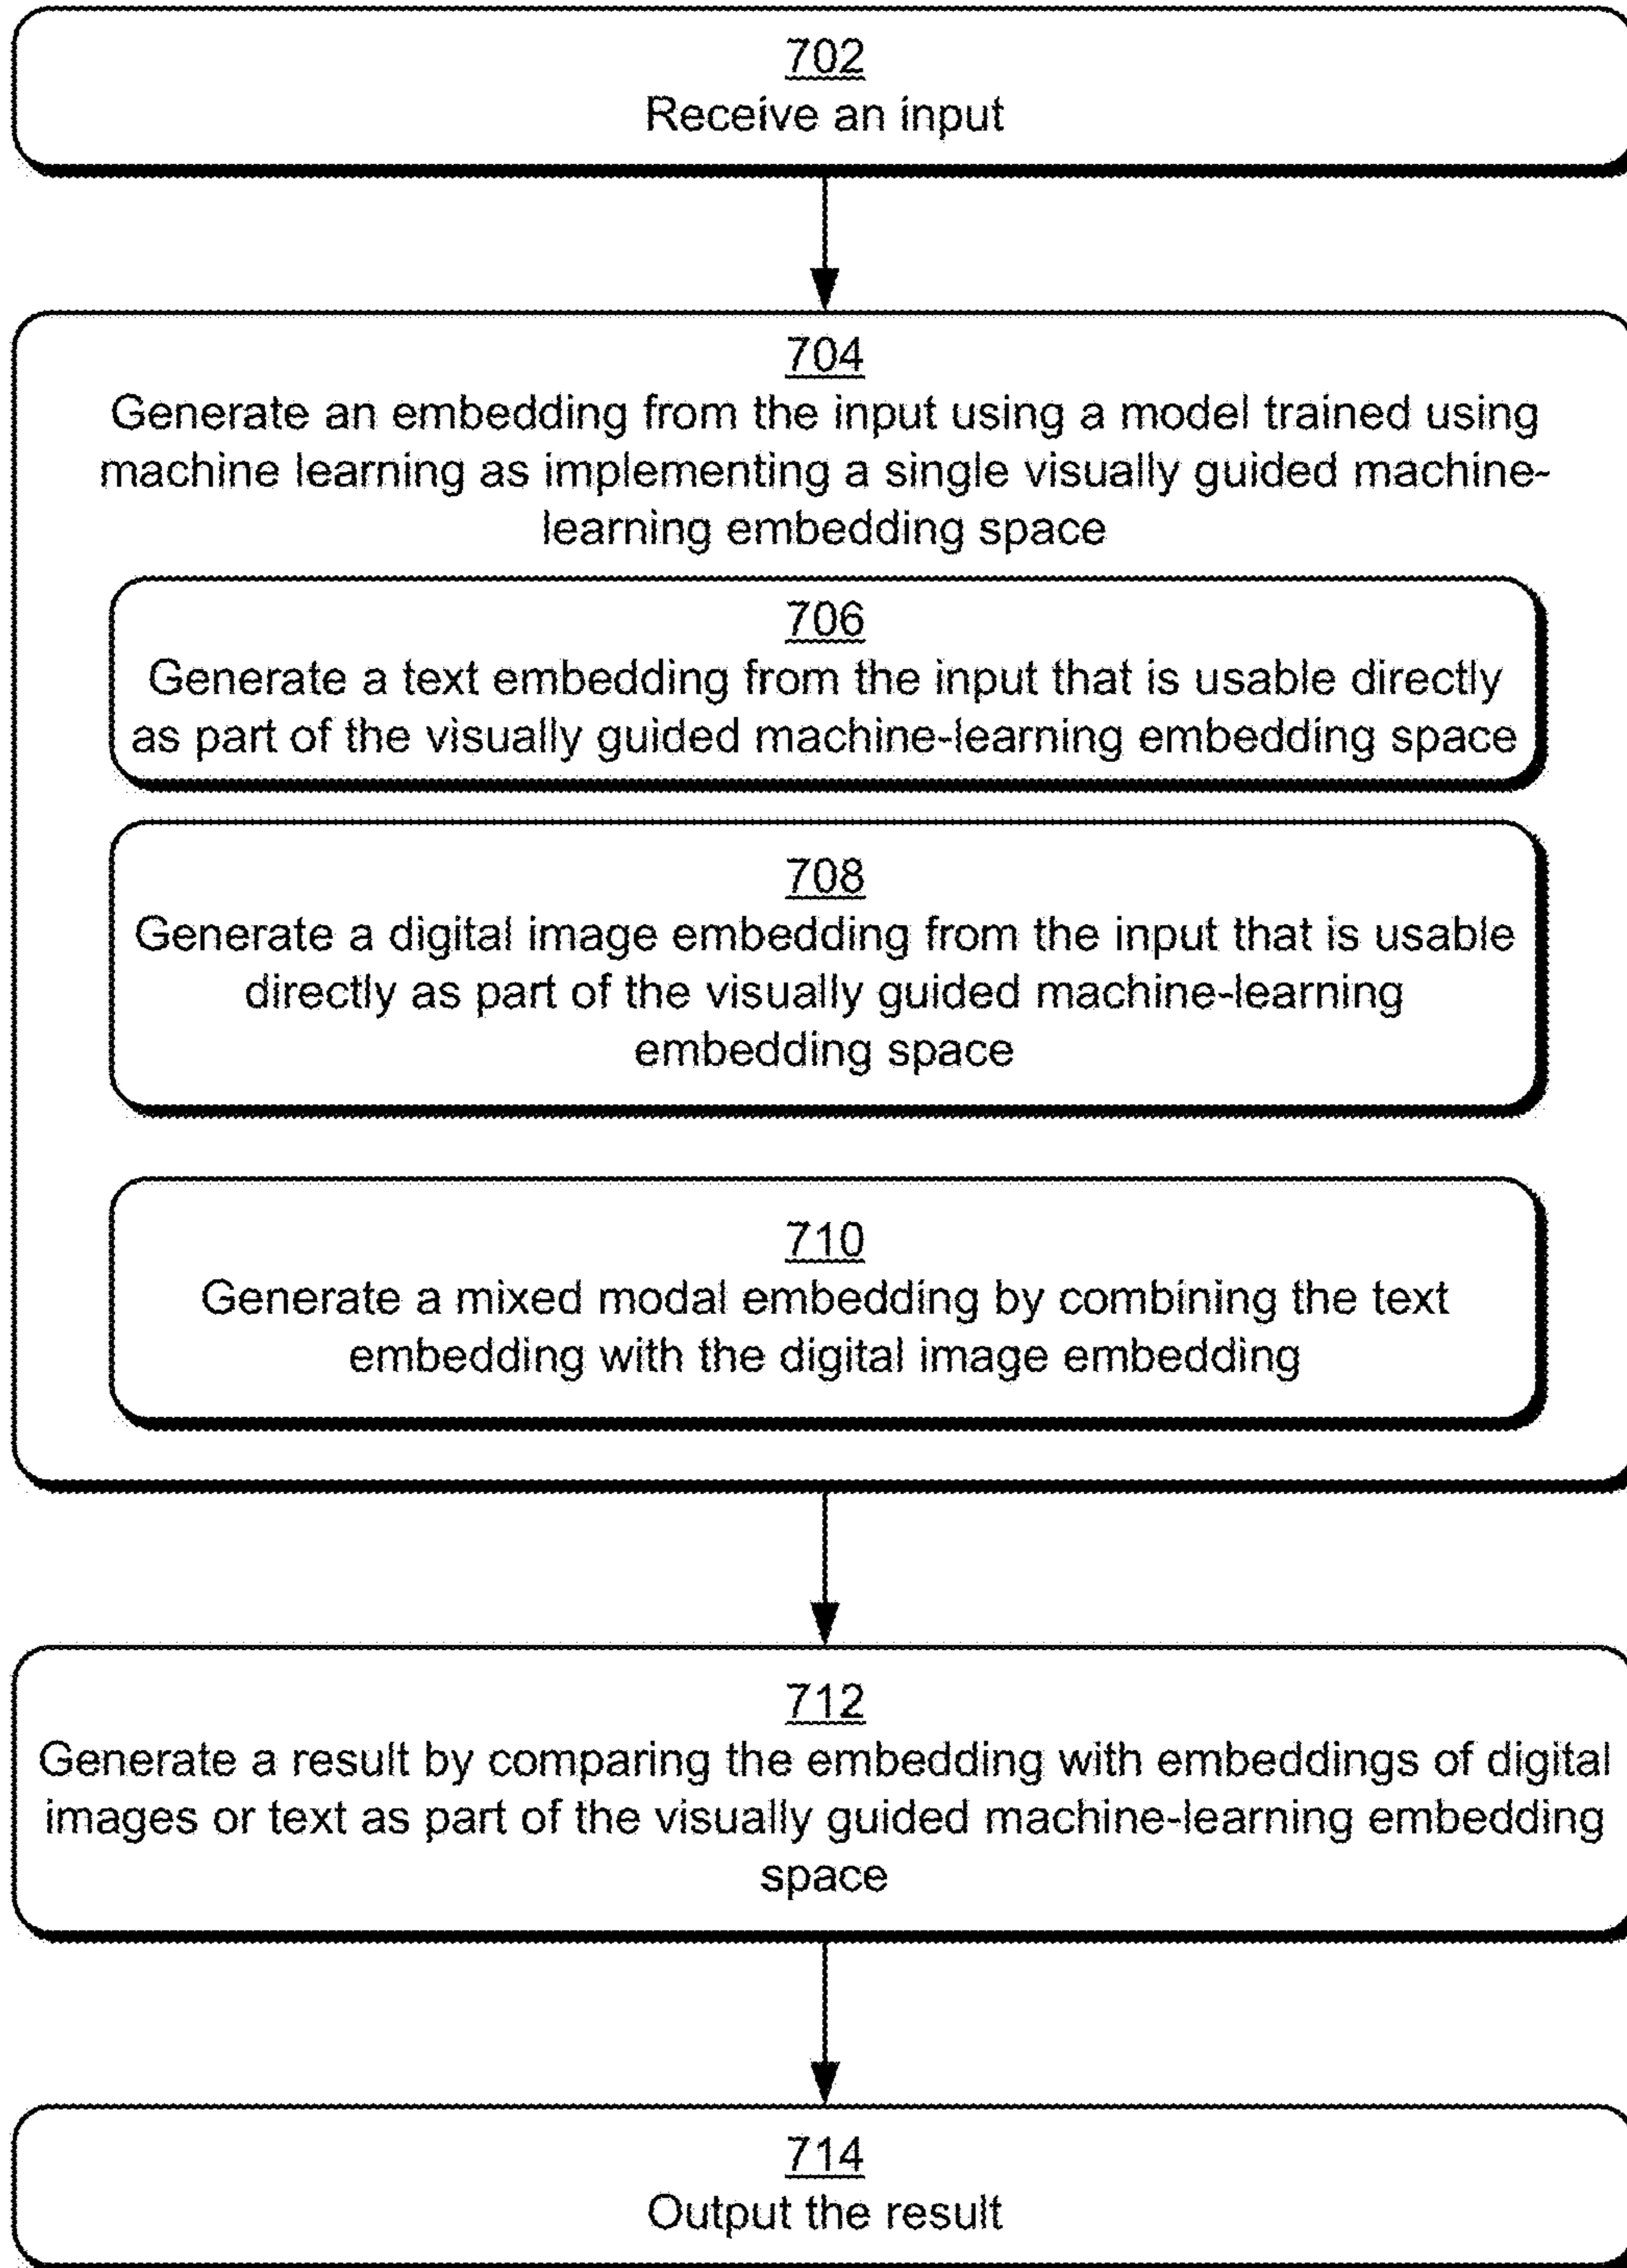 702
Receive an input
704
Generate an embedding from the input using a model trained using
machine learning as implementing a single visually guided machine-
learning embedding space
706
Generate a text embedding from the input that is usable directly
as part of the visually guided machine-learning embedding space
708
Generate a digital image embedding from the input that is usable
directly as part of the visually guided machine-learning
embedding space
710
Generate a mixed modal embedding by combining the text
embedding with the digital image embedding
712
Generate a result by comparing the embedding with embeddings of digital
images or text as part of the visually guided machine-learning embedding
space
714
Output the result